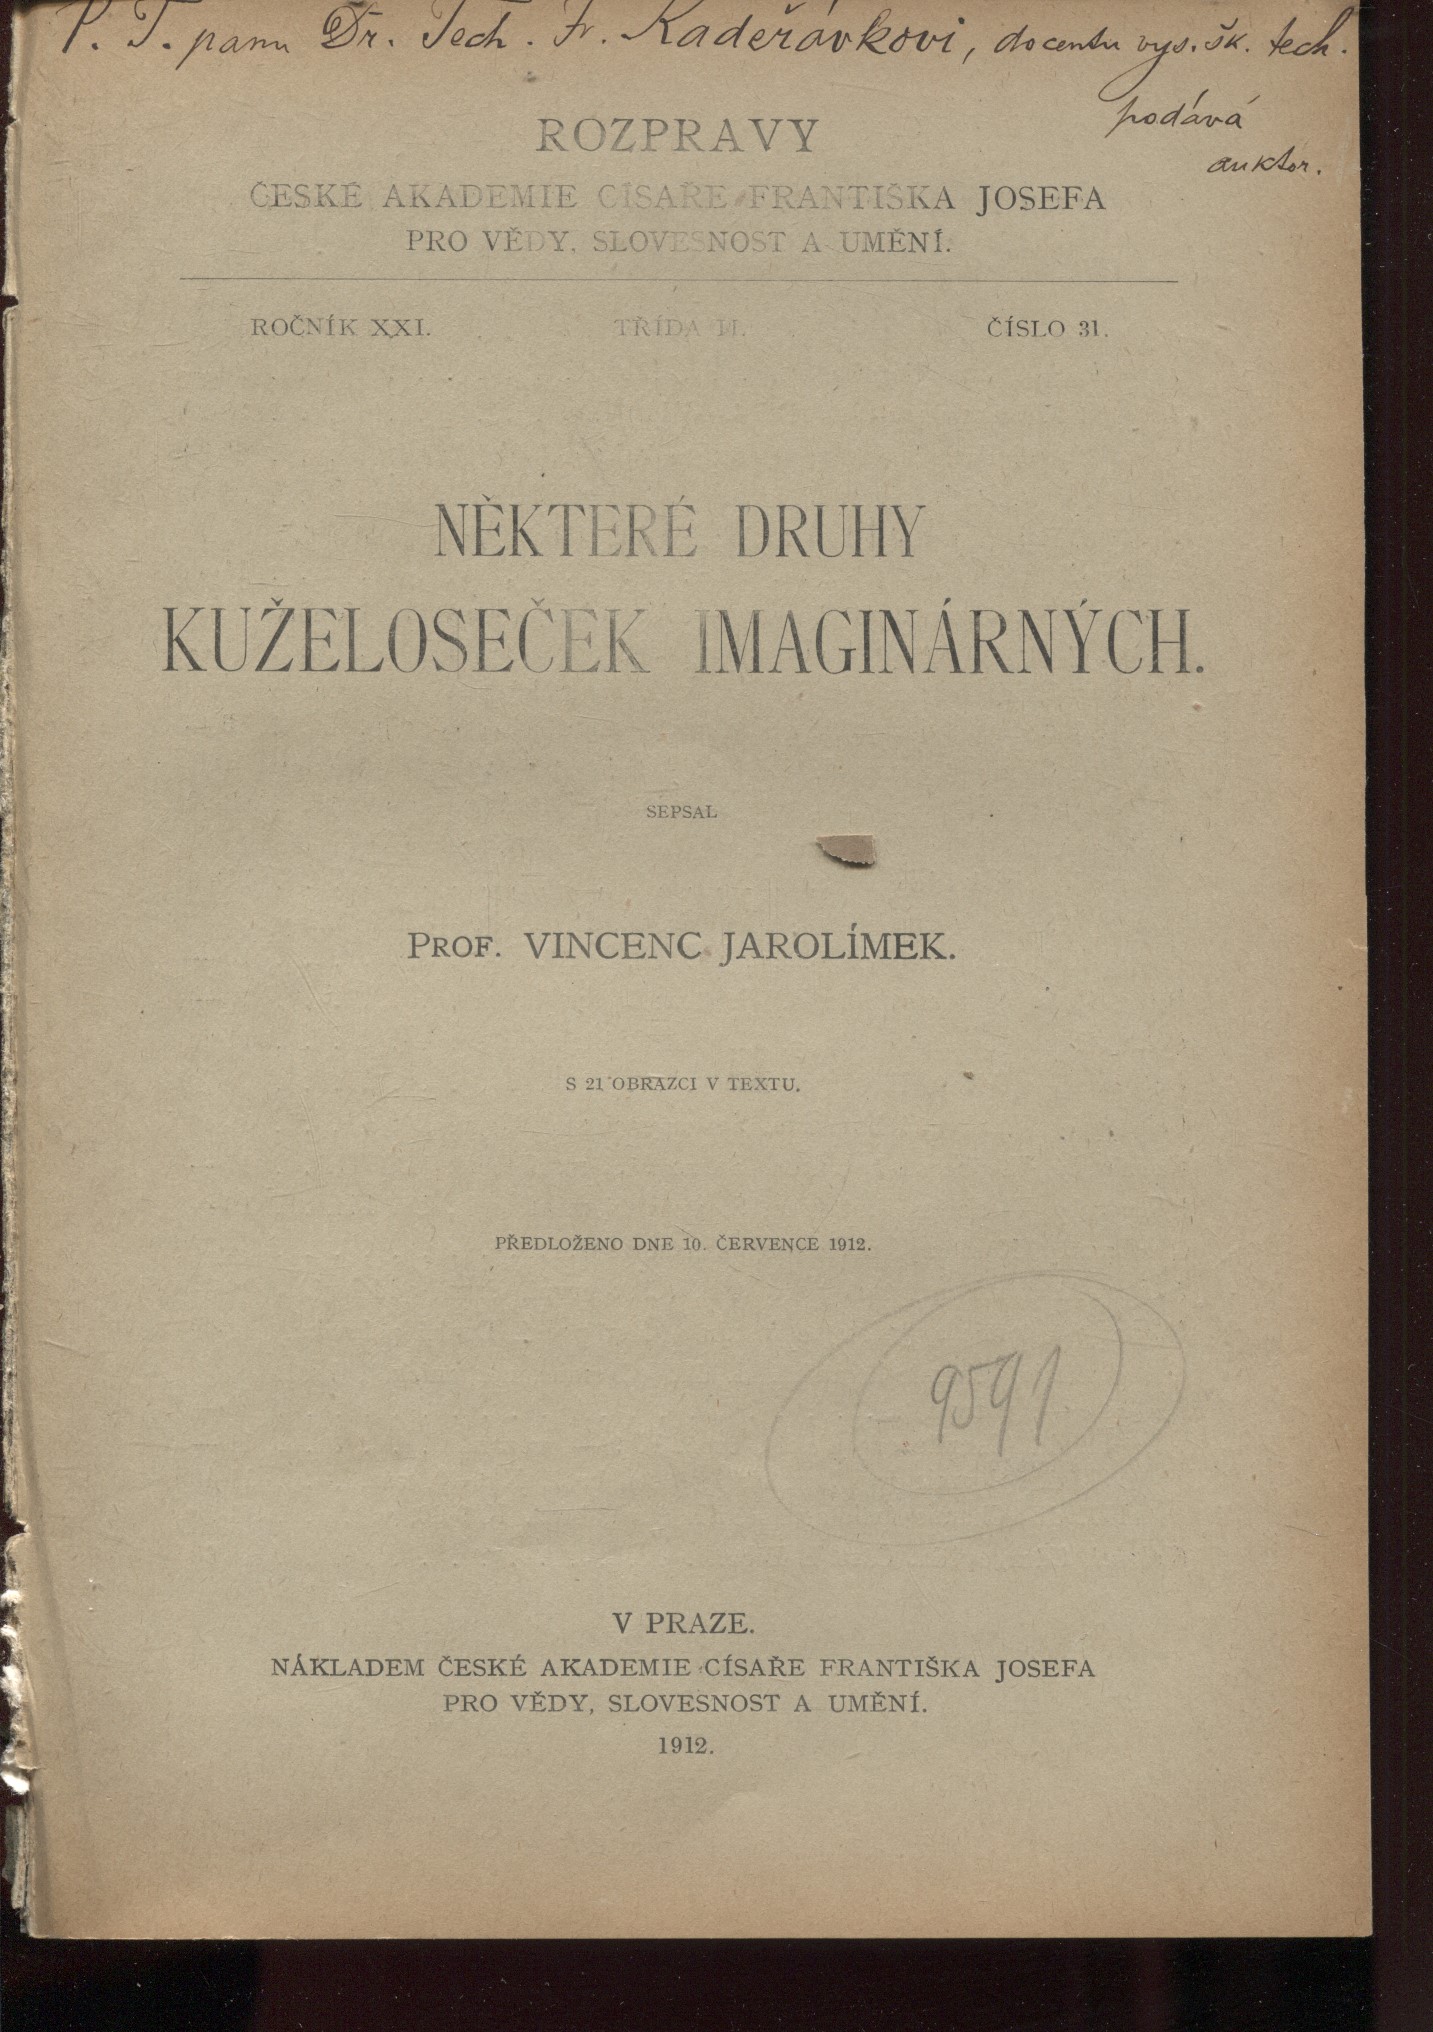 P. T. panu Dr. Tech. Fr. Kadeřávkovi, docentu vys. šk. tech.
podává
auktor.
ROZPRAVY
ČESKÉ AKADEMIE CÍSAŘE FRANTIŠKA JOSEFA
PRO VĚDY, SLOVESNOST A UMĚNÍ.
ROČNÍK XXI. TŘÍDA II. ČÍSLO 31.
NĚKTERÉ DRUHY
KUŽELOSEČEK IMAGINÁRNÝCH.
SEPSAL
PROF. VINCENC JAROLÍMEK.
S 21 OBRAZCI V TEXTU.
PŘEDLOŽENO DNE 10. ČERVENCE 1912.
9591
V PRAZE.
NÁKLADEM ČESKÉ AKADEMIE CÍSAŘE FRANTIŠKA JOSEFA
PRO VĚDY, SLOVESNOST A UMĚNÍ.
1912.